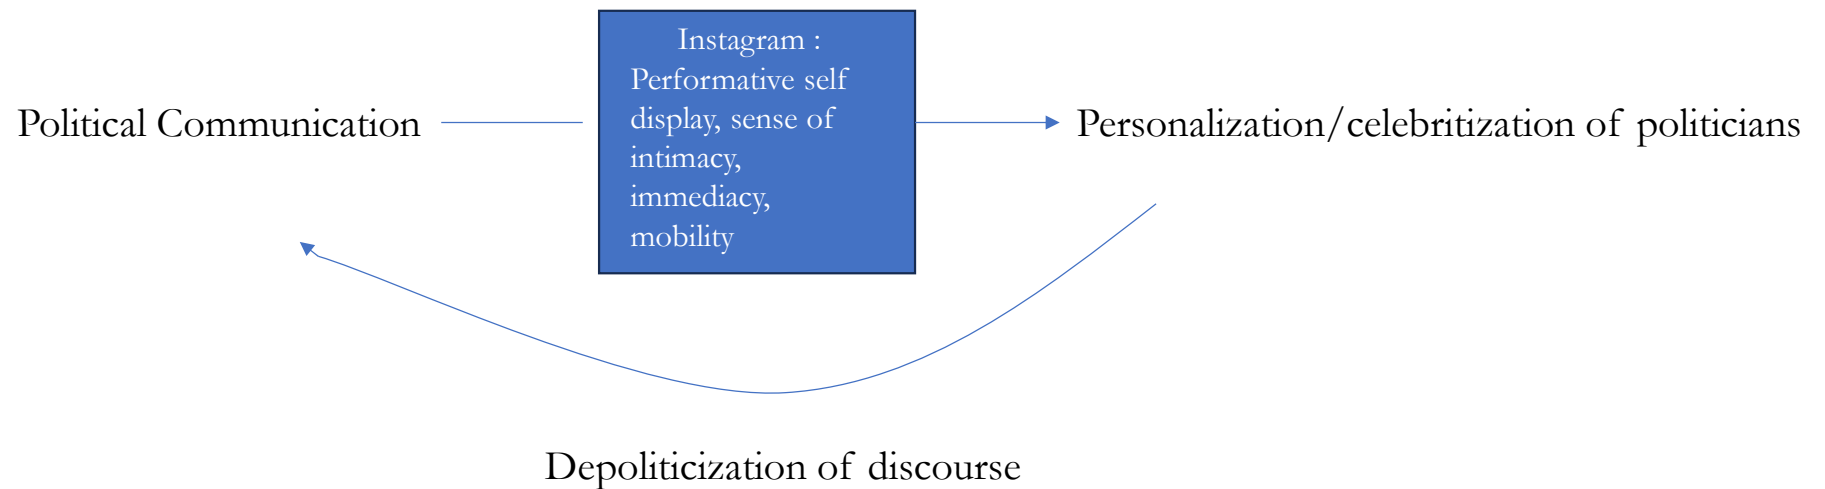 Instagram :
Performative self
Political Communication
display, sense of
Personalization/celebritization of politicians
intimacy,
immediacy,
mobility
Depoliticization of discourse